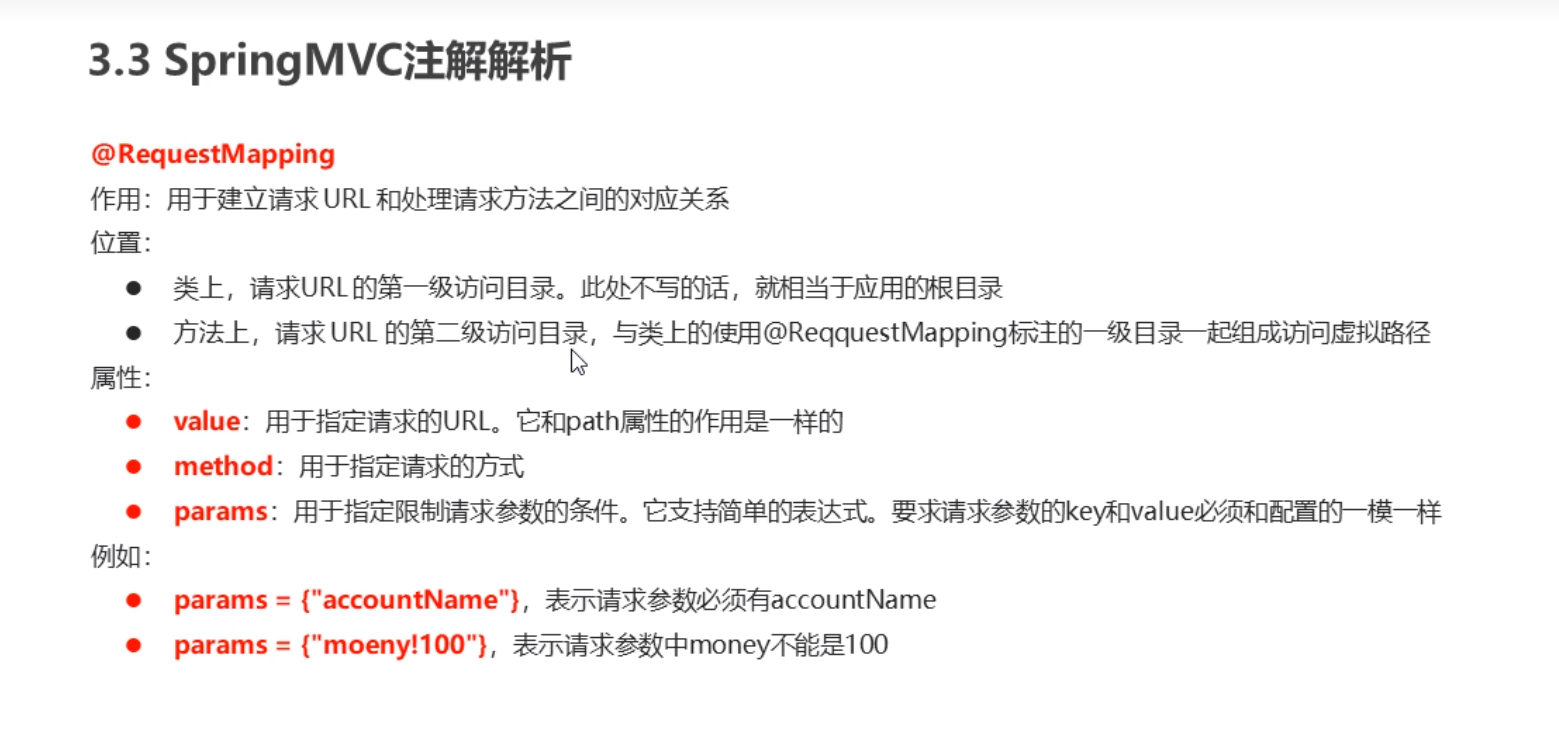 3.3 SpringMVC注解解析
@RequestMapping
作用：用于建立请求 URL 和处理请求方法之间的对应关系
位置：
● 类上，请求URL 的第一级访问目录。此处不写的话，就相当于应用的根目录
● 方法上，请求 URL 的第二级访问目录，与类上的使用@ReqquestMapping标注的一级目录一起组成访问虚拟路径
属性：
● value：用于指定请求的URL。它和path属性的作用是一样的
● method：用于指定请求的方式
● params：用于指定限制请求参数的条件。它支持简单的表达式。要求请求参数的key和value必须和配置的一模一样
例如：
● params = {"accountName"}，表示请求参数必须有accountName
● params = {"moeny!100"}，表示请求参数中money不能是100